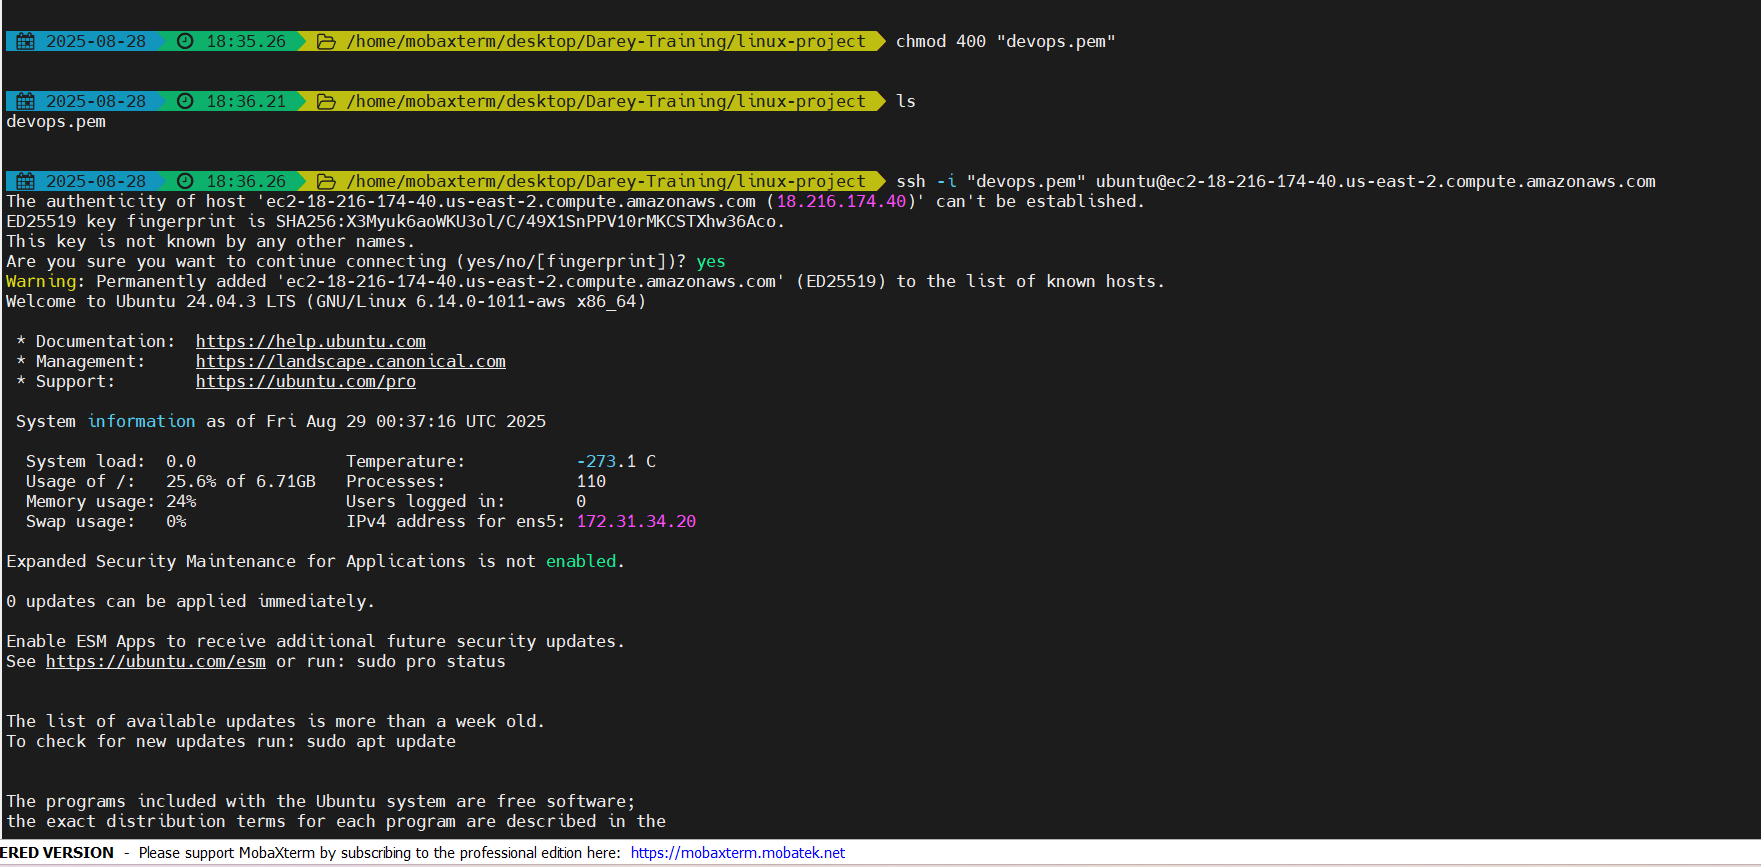 2025-08-28 18:35.26 /home/mobaxterm/desktop/Darey-Training/linux-project chmod 400 "devops.pem"
2025-08-28 18:36.21 /home/mobaxterm/desktop/Darey-Training/linux-project ls
devops.pem
2025-08-28 18:36.26 /home/mobaxterm/desktop/Darey-Training/linux-project ssh -i "devops.pem" ubuntu@ec2-18-216-174-40.us-east-2.compute.amazonaws.com
The authenticity of host 'ec2-18-216-174-40.us-east-2.compute.amazonaws.com (18.216.174.40)' can't be established.
ED25519 key fingerprint is SHA256:X3Myuk6aoWKU3ol/C/49X1SnPPV10rMKCSTXhw36Aco.
This key is not known by any other names.
Are you sure you want to continue connecting (yes/no/[fingerprint])? yes
Warning: Permanently added 'ec2-18-216-174-40.us-east-2.compute.amazonaws.com' (ED25519) to the list of known hosts.
Welcome to Ubuntu 24.04.3 LTS (GNU/Linux 6.14.0-1011-aws x86_64)
* Documentation: https://help.ubuntu.com
* Management: https://landscape.canonical.com
* Support: https://ubuntu.com/pro
System information as of Fri Aug 29 00:37:16 UTC 2025
System load: 0.0 Temperature: -273.1 C
Usage of /: 25.6% of 6.71GB Processes: 110
Memory usage: 24% Users logged in: 0
Swap usage: 0% IPv4 address for ens5: 172.31.34.20
Expanded Security Maintenance for Applications is not enabled.
0 updates can be applied immediately.
Enable ESM Apps to receive additional future security updates.
See https://ubuntu.com/esm or run: sudo pro status
The list of available updates is more than a week old.
To check for new updates run: sudo apt update
The programs included with the Ubuntu system are free software;
the exact distribution terms for each program are described in the
ERED VERSION - Please support MobaXterm by subscribing to the professional edition here: https://mobaxterm.mobatek.net